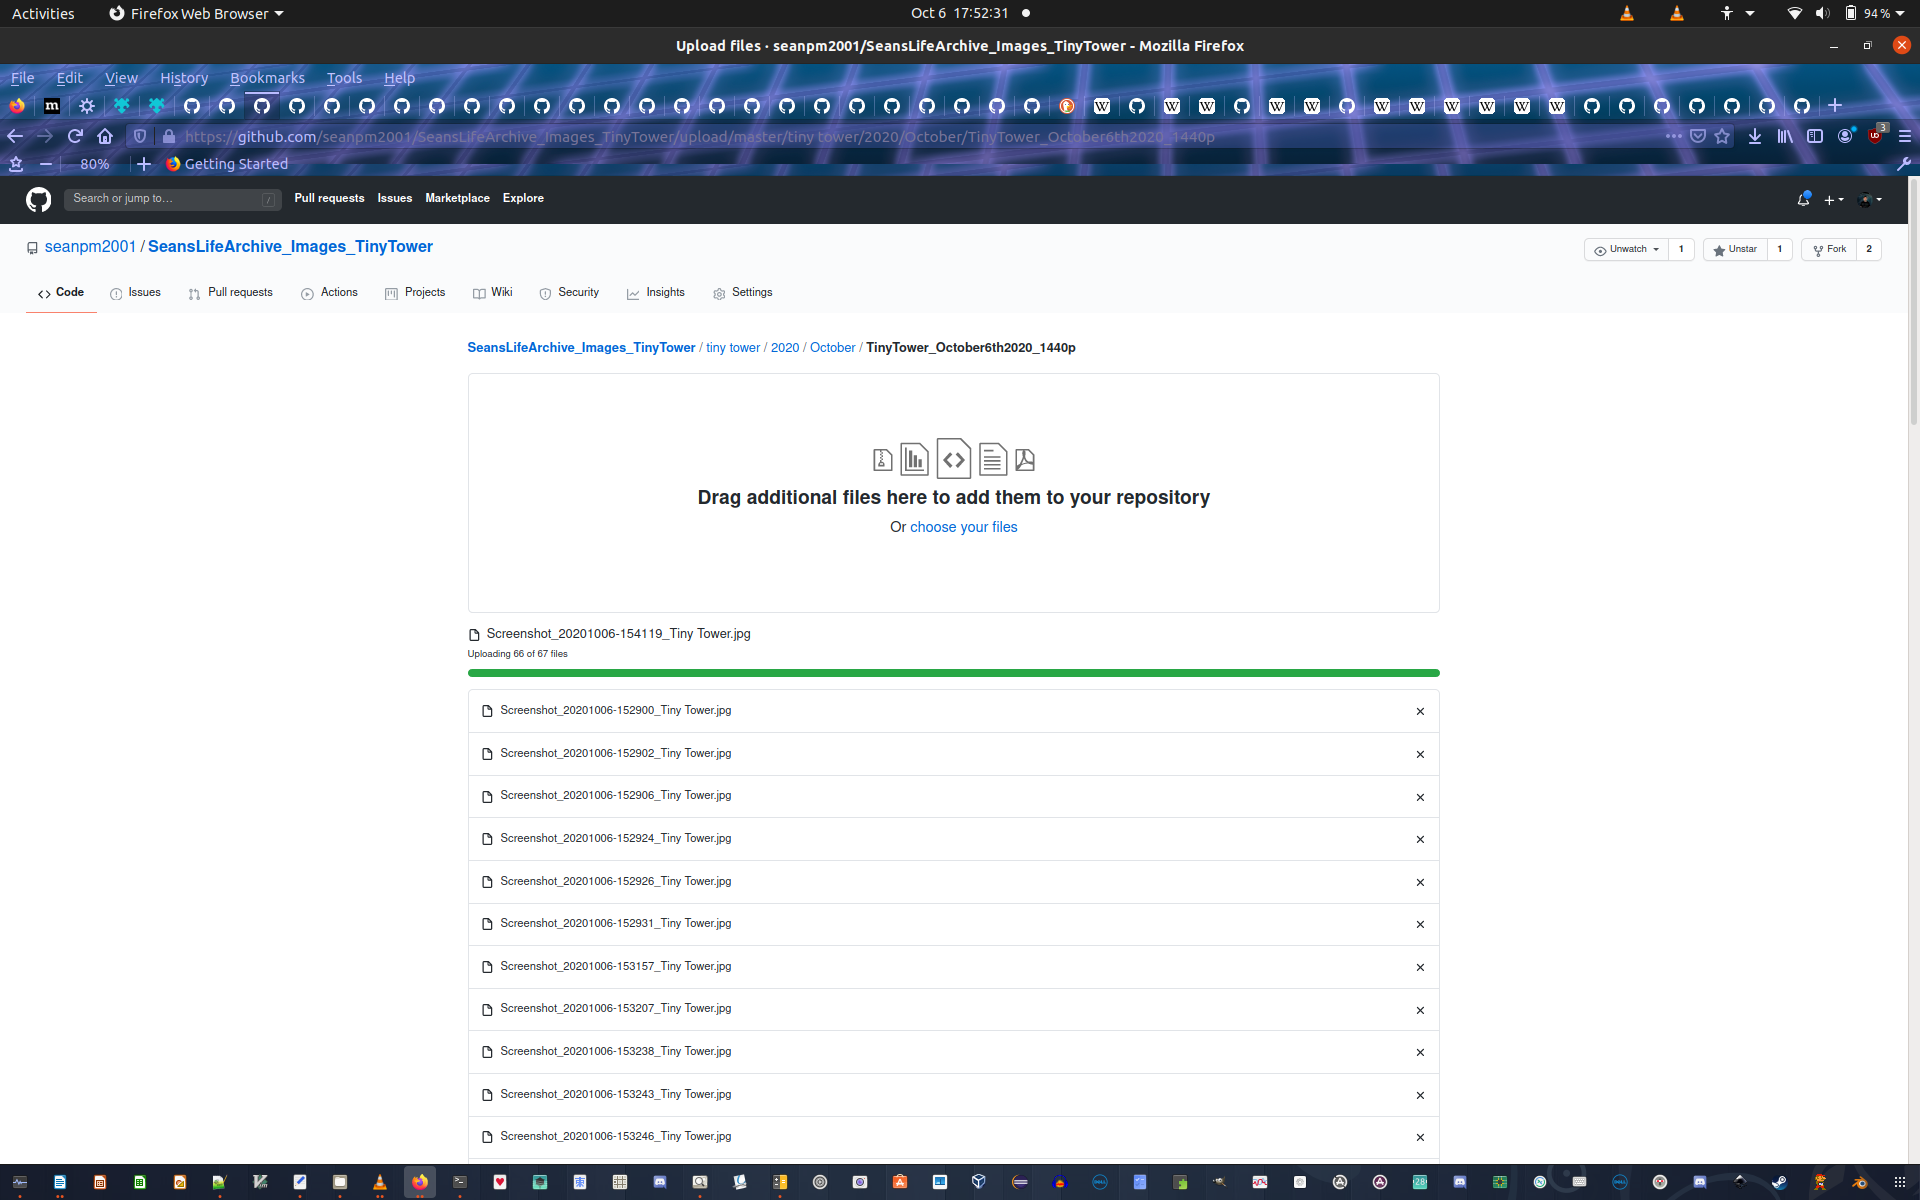 Activities Firefox Web Browser Oct 6 17:52:31 94 %
Upload files · seanpm2001/SeansLifeArchive_Images_TinyTower - Mozilla Firefox
File Edit View History Bookmarks Tools Help
https://github.com/seanpm2001/SeansLifeArchive_Images_TinyTower/upload/master/tiny tower/2020/October/TinyTower_October6th2020_1440p 3
80% Getting Started
Search or jump to… / Pull requests Issues Marketplace Explore
seanpm2001 / SeansLifeArchive_Images_TinyTower Unwatch 1 Unstar 1 Fork 2
Code Issues Pull requests Actions Projects Wiki Security Insights Settings
SeansLifeArchive_Images_TinyTower / tiny tower / 2020 / October / TinyTower_October6th2020_1440p
Drag additional files here to add them to your repository
Or choose your files
Screenshot_20201006-154119_Tiny Tower.jpg
Uploading 66 of 67 files
Screenshot_20201006-152900_Tiny Tower.jpg
Screenshot_20201006-152902_Tiny Tower.jpg
Screenshot_20201006-152906_Tiny Tower.jpg
Screenshot_20201006-152924_Tiny Tower.jpg
Screenshot_20201006-152926_Tiny Tower.jpg
Screenshot_20201006-152931_Tiny Tower.jpg
Screenshot_20201006-153157_Tiny Tower.jpg
Screenshot_20201006-153207_Tiny Tower.jpg
Screenshot_20201006-153238_Tiny Tower.jpg
Screenshot_20201006-153243_Tiny Tower.jpg
Screenshot_20201006-153246_Tiny Tower.jpg